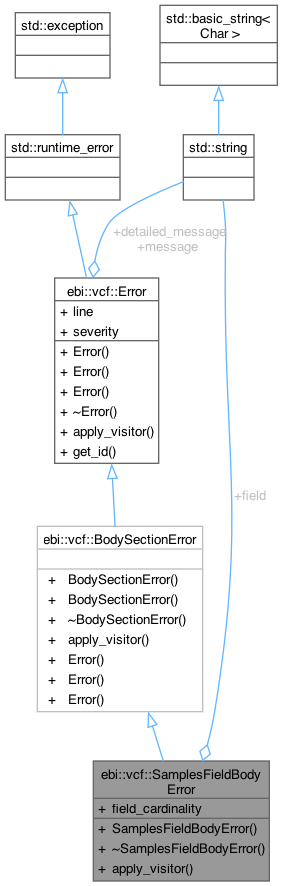 std::exception
std::basic_string<
Char >
std::runtime_error
std::string
+detailed_message
+message
ebi::vcf::Error
+ line
+ severity
+ Error()
+ Error()
+ Error()
+ ~Error()
+ apply_visitor()
+ get_id()
+field
ebi::vcf::BodySectionError
+ BodySectionError()
+ BodySectionError()
+ ~BodySectionError()
+ apply_visitor()
+ Error()
+ Error()
+ Error()
ebi::vcf::SamplesFieldBody
Error
+ field_cardinality
+ SamplesFieldBodyError()
+ ~SamplesFieldBodyError()
+ apply_visitor()